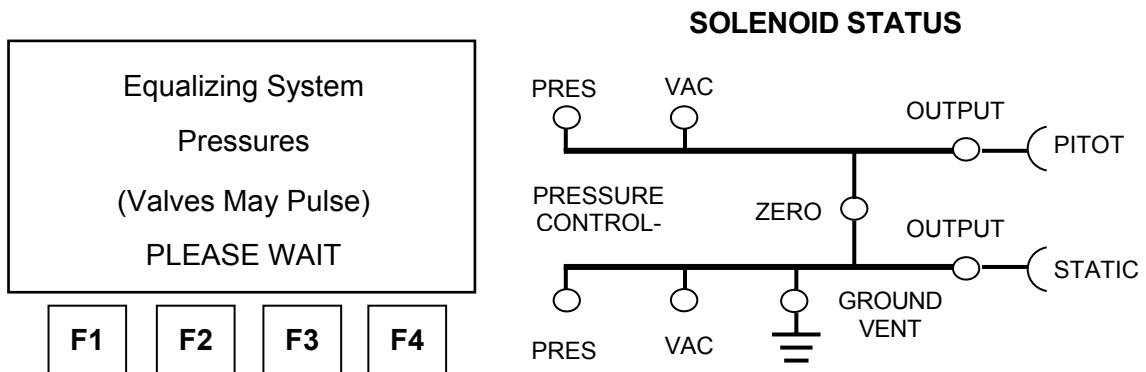 SOLENOID STATUS
Equalizing System
Pressures
(Valves May Pulse)
PLEASE WAIT
F1 F2 F3 F4
PRES VAC
OUTPUT
PITOT
PRESSURE
CONTROL-
ZERO
OUTPUT
STATIC
GROUND
VENT
PRES VAC